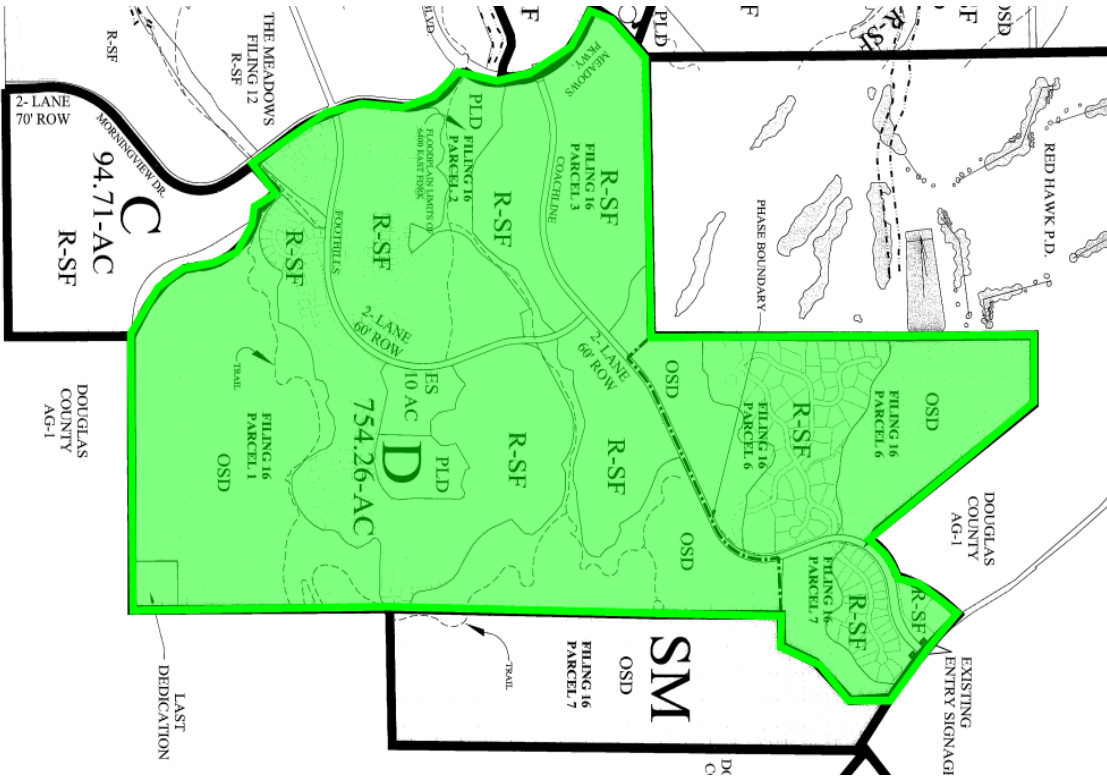 R-SF
THE MEADOWS
FILING 12
R-SF
BLVD.
F
PLD
R-SF
F
OSD
2- LANE
70' ROW
MORNINGVIEW DR.
C
94.71-AC
R-SF
MEADOWS
PKWY.
PLD
FILING 16
PARCEL 2
FLOODPLAIN LIMITS OF
6400 EAST FORK
COACHLINE
R-SF
FILING 16
PARCEL 3
R-SF
R-SF
FOOTHILLS
R-SF
RED HAWK P.D.
PHASE BOUNDARY
2- LANE
60' ROW
2- LANE
60' ROW
ES
10 AC
D
754.26-AC
PLD
R-SF
R-SF
TRAIL
FILING 16
PARCEL 1
OSD
OSD
OSD
FILING 16
PARCEL 6
R-SF
FILING 16
PARCEL 6
OSD
DOUGLAS
COUNTY
AG-1
DOUGLAS
COUNTY
AG-1
FILING 16
PARCEL 7
R-SF
R-SF
EXISTING
ENTRY SIGNAGE
SM
OSD
FILING 16
PARCEL 7
TRAIL
LAST
DEDICATION